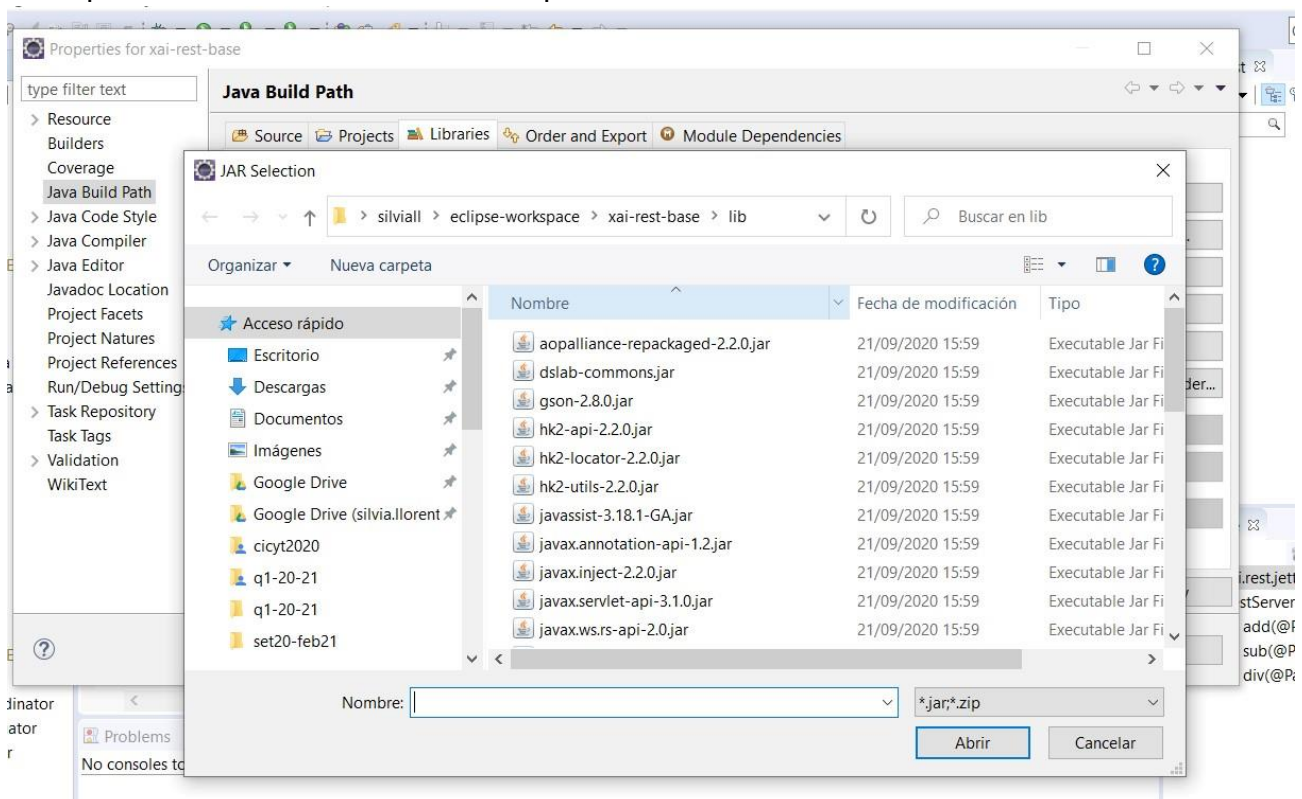 Properties for xai-rest-base
type filter text
Java Build Path
Resource
Builders
Coverage
Java Build Path
Java Code Style
Java Compiler
Java Editor
Javadoc Location
Project Facets
Project Natures
Project References
Run/Debug Setting
Task Repository
Task Tags
Validation
WikiText
Source Projects Libraries Order and Export Module Dependencies
JAR Selection
silviall > eclipse-workspace > xai-rest-base > lib
Buscar en lib
Organizar Nueva carpeta
Acceso rápido
Escritorio
Descargas
Documentos
Imágenes
Google Drive
Google Drive (silvia.llorent
cicyt2020
q1-20-21
q1-20-21
set20-feb21
Nombre Fecha de modificación Tipo
aopalliance-repackaged-2.2.0.jar 21/09/2020 15:59 Executable Jar Fi
dslab-commons.jar 21/09/2020 15:59 Executable Jar Fi
gson-2.8.0.jar 21/09/2020 15:59 Executable Jar Fi
hk2-api-2.2.0.jar 21/09/2020 15:59 Executable Jar Fi
hk2-locator-2.2.0.jar 21/09/2020 15:59 Executable Jar Fi
hk2-utils-2.2.0.jar 21/09/2020 15:59 Executable Jar Fi
javassist-3.18.1-GA.jar 21/09/2020 15:59 Executable Jar Fi
javax.annotation-api-1.2.jar 21/09/2020 15:59 Executable Jar Fi
javax.inject-2.2.0.jar 21/09/2020 15:59 Executable Jar Fi
javax.servlet-api-3.1.0.jar 21/09/2020 15:59 Executable Jar Fi
javax.ws.rs-api-2.0.jar 21/09/2020 15:59 Executable Jar Fi
Nombre:
*.jar;*.zip
Abrir Cancelar
der...
i.rest.jett
stServer
add(@P
sub(@P
div(@Pa
dinator
ator
r
Problems
No consoles to